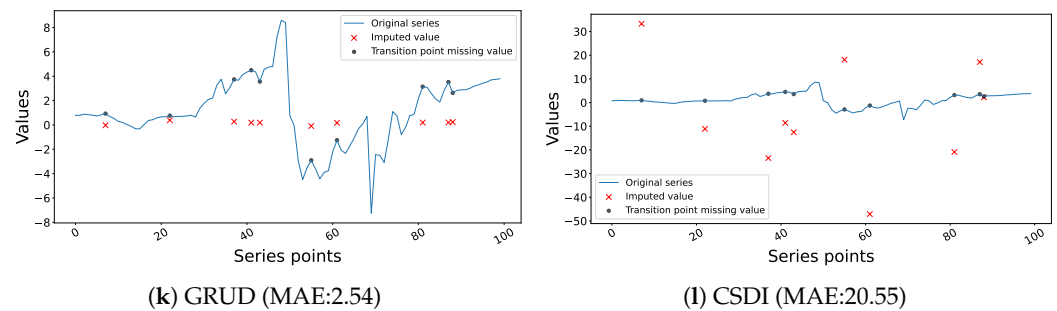 8
6
4
2
0
−2
−4
−6
−8
Values
Original series
Imputed value
Transition point missing value
0
20
40
60
80
100
Series points
(k) GRUD (MAE:2.54)
30
20
10
0
−10
−20
−30
−40
−50
Values
Original series
Imputed value
Transition point missing value
0
20
40
60
80
100
Series points
(l) CSDI (MAE:20.55)